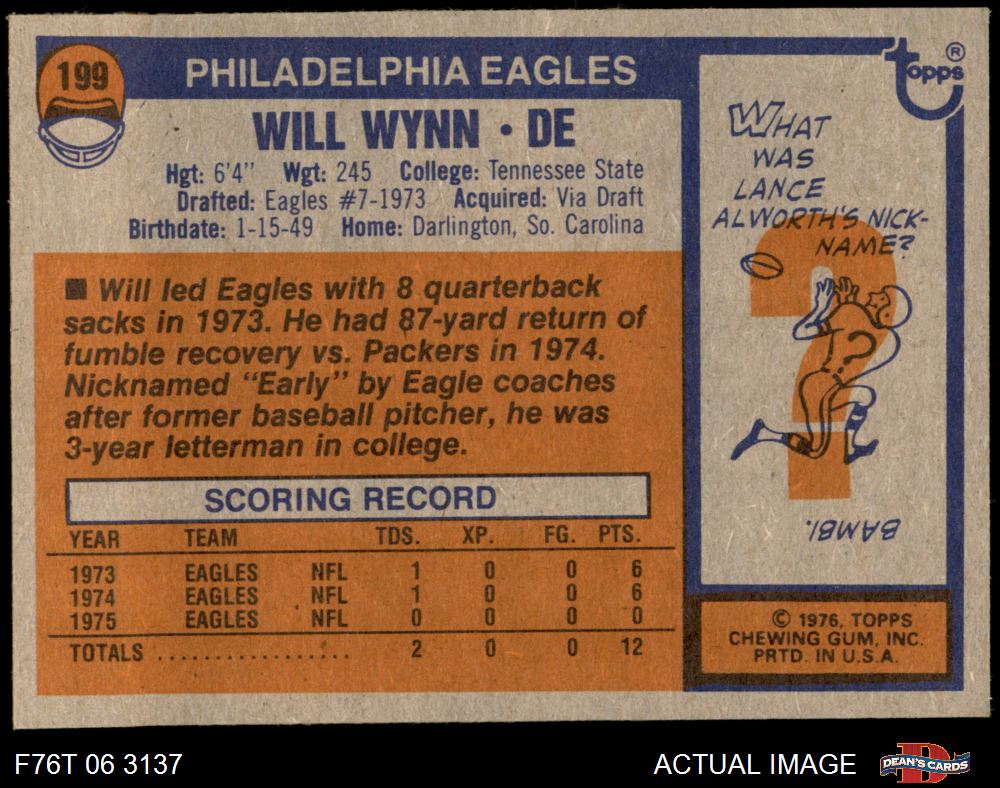 199
PHILADELPHIA EAGLES
WILL WYNN • DE
Hgt: 6'4" Wgt: 245 College: Tennessee State
Drafted: Eagles #7-1973 Acquired: Via Draft
Birthdate: 1-15-49 Home: Darlington, So. Carolina
■ Will led Eagles with 8 quarterback
sacks in 1973. He had 87-yard return of
fumble recovery vs. Packers in 1974.
Nicknamed "Early" by Eagle coaches
after former baseball pitcher, he was
3-year letterman in college.
SCORING RECORD
YEAR TEAM TDS. XP. FG. PTS.
1973 EAGLES NFL 1 0 0 6
1974 EAGLES NFL 1 0 0 6
1975 EAGLES NFL 0 0 0 0
TOTALS .................. 2 0 0 12
topps ®
WHAT
WAS
LANCE
ALWORTH'S NICK-
NAME?
?
BAMBI.
© 1976, TOPPS
CHEWING GUM, INC.
PRTD. IN U.S.A.
F76T 06 3137
ACTUAL IMAGE
DEAN'S CARDS